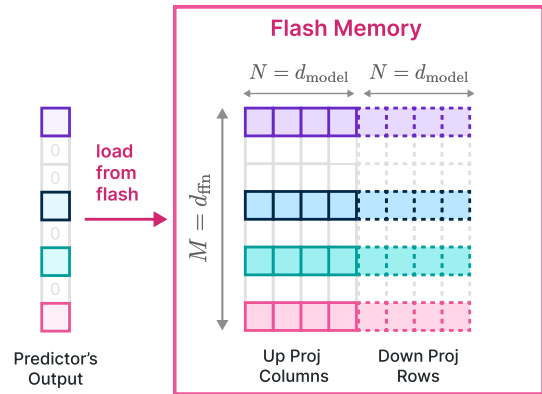 Flash Memory
N = d_model
N = d_model
0
0
0
0
load
from
flash
M = d_ffn
Predictor's
Output
Up Proj
Columns
Down Proj
Rows